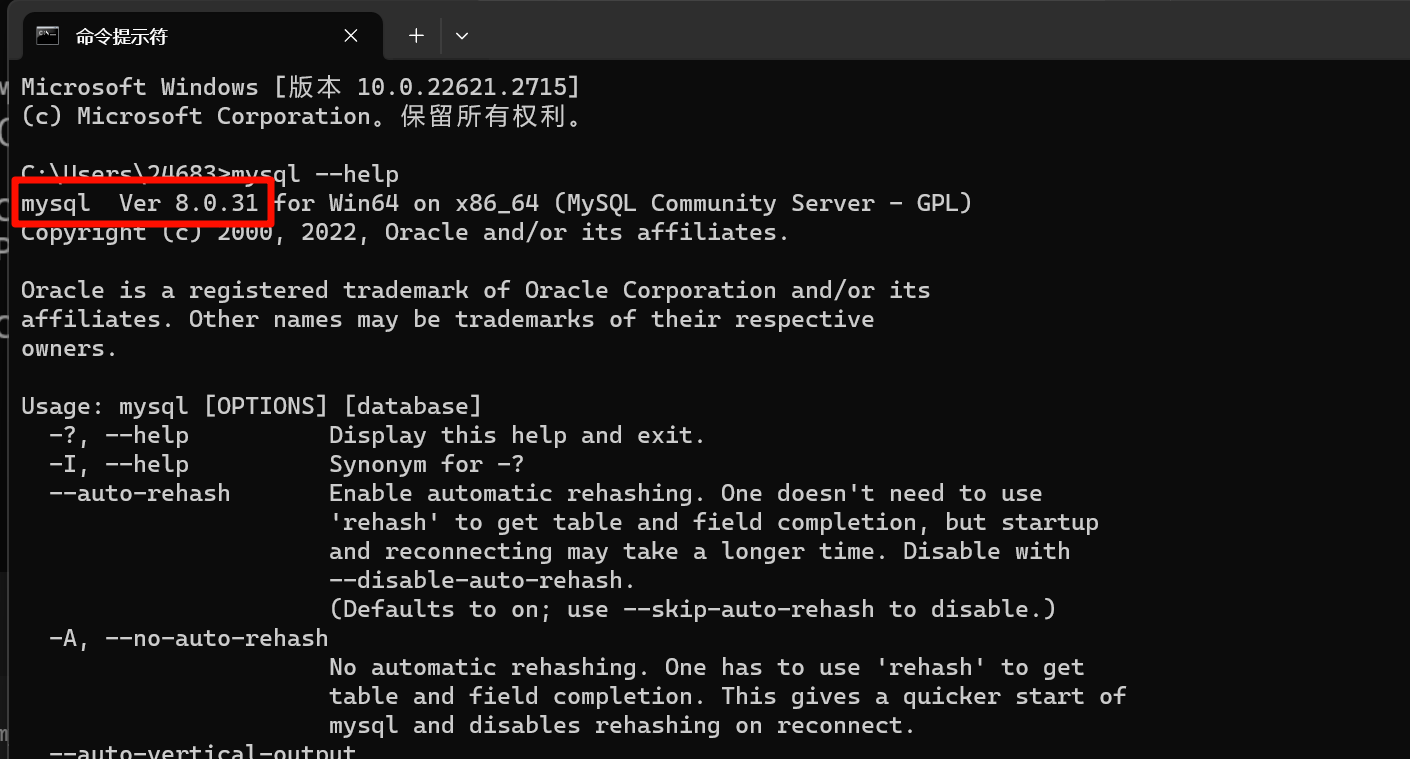 命令提示符
Microsoft Windows [版本 10.0.22621.2715]
(c) Microsoft Corporation。保留所有权利。
C:\Users\24683>mysql --help
mysql  Ver 8.0.31 for Win64 on x86_64 (MySQL Community Server - GPL)
Copyright (c) 2000, 2022, Oracle and/or its affiliates.
Oracle is a registered trademark of Oracle Corporation and/or its
affiliates. Other names may be trademarks of their respective
owners.
Usage: mysql [OPTIONS] [database]
  -?, --help          Display this help and exit.
  -I, --help          Synonym for -?
  --auto-rehash       Enable automatic rehashing. One doesn't need to use
                      'rehash' to get table and field completion, but startup
                      and reconnecting may take a longer time. Disable with
                      --disable-auto-rehash.
                      (Defaults to on; use --skip-auto-rehash to disable.)
  -A, --no-auto-rehash
                      No automatic rehashing. One has to use 'rehash' to get
                      table and field completion. This gives a quicker start of
                      mysql and disables rehashing on reconnect.
  --auto-vertical-output